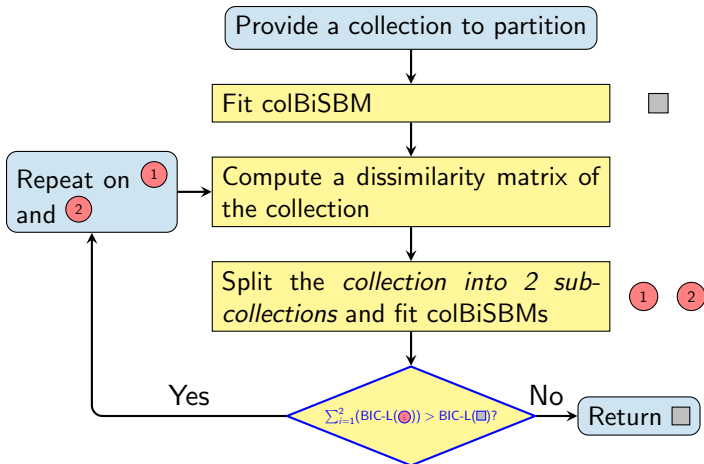 Provide a collection to partition
Fit colBiSBM
Repeat on 1
and 2
Compute a dissimilarity matrix of
the collection
Split the collection into 2 sub-
collections and fit colBiSBMs
1 2
Yes
∑²ᵢ₌₁(BIC-L(i)) > BIC-L(■)?
No
Return